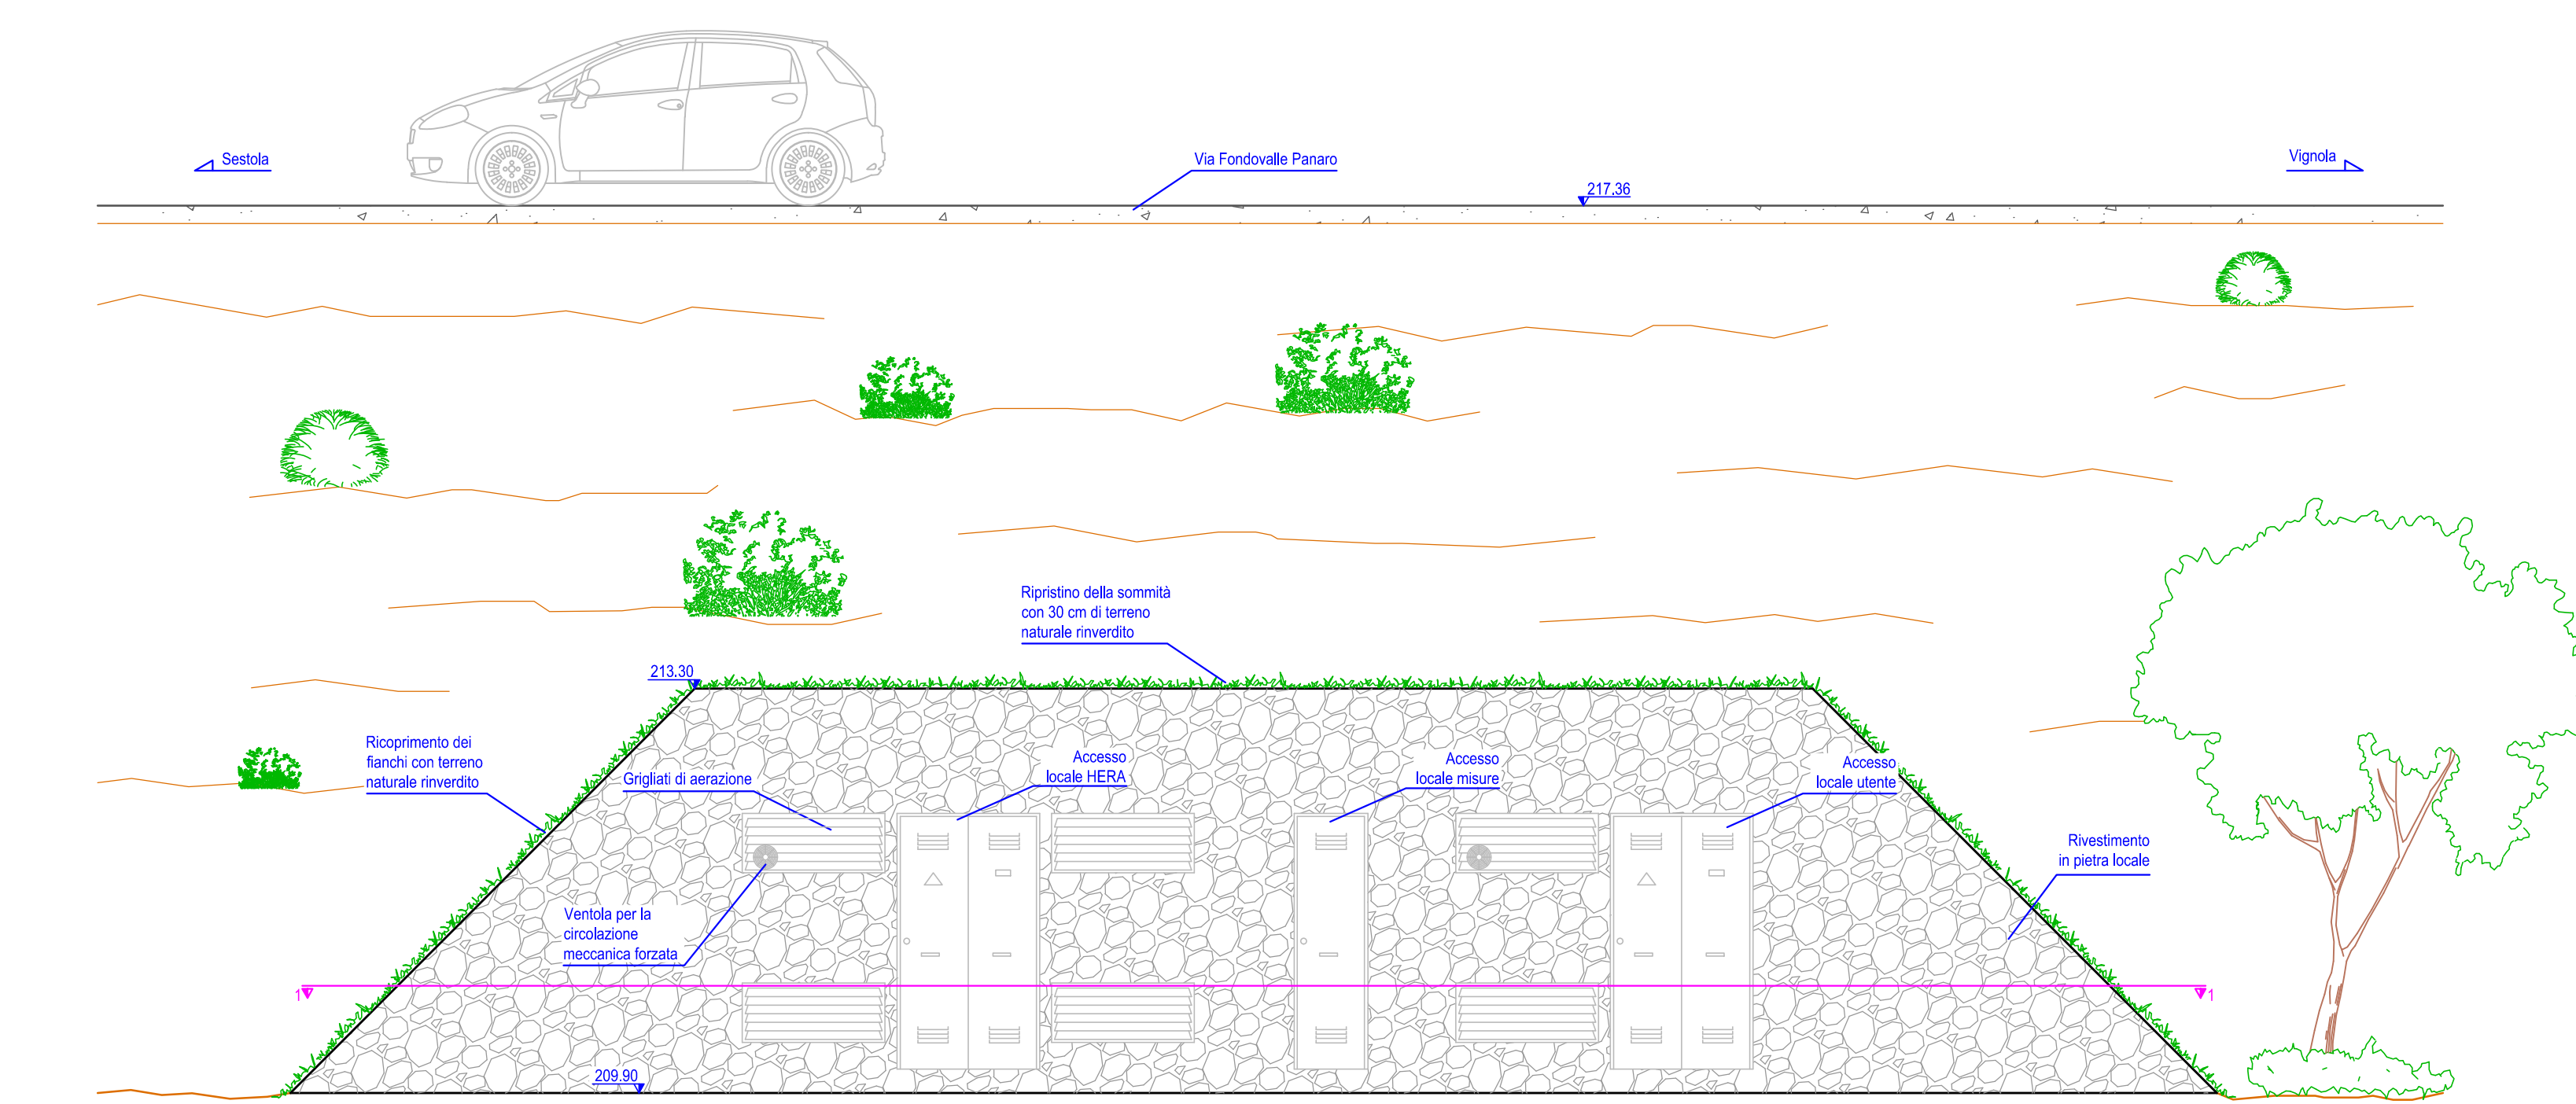 Sestola
Via Fondovalle Panaro
Vignola
217.36
Ripristino della sommità
con 30 cm di terreno
naturale rinverdito
213.30
Ricoprimento dei
fianchi con terreno
naturale rinverdito
Grigliati di aerazione
Accesso
locale HERA
Accesso
locale misure
Accesso
locale utente
Rivestimento
in pietra locale
Ventola per la
circolazione
meccanica forzata
1
1
209.90